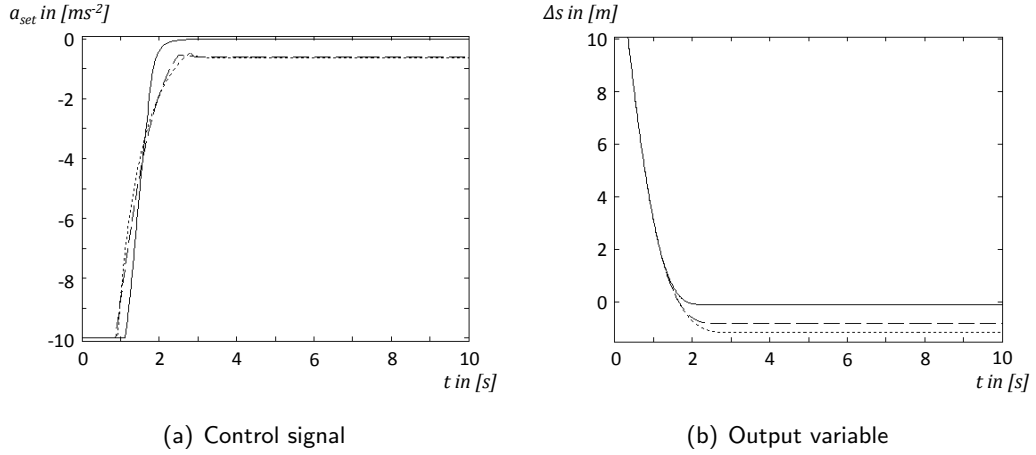 a_set in [ms-2]
0
-2
-4
-6
-8
-10
0 2 4 6 8 10
t in [s]
(a) Control signal
Δs in [m]
10
8
6
4
2
0
0 2 4 6 8 10
t in [s]
(b) Output variable